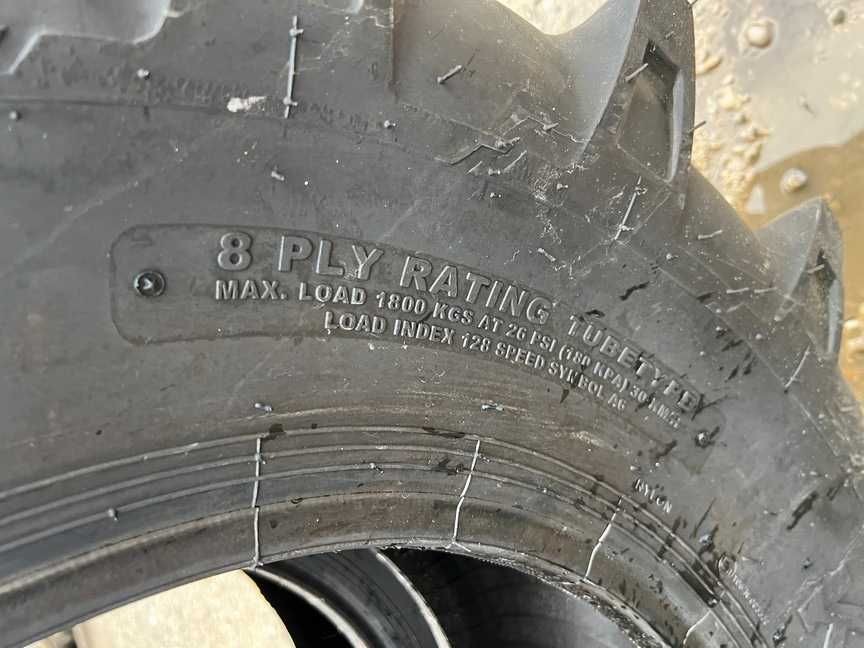 8 PLY RATING TUBETYPE
MAX. LOAD 1800 KGS AT 26 PSI (180 KPA) 30 KMH
LOAD INDEX 128 SPEED SYMBOL A6
NYLON